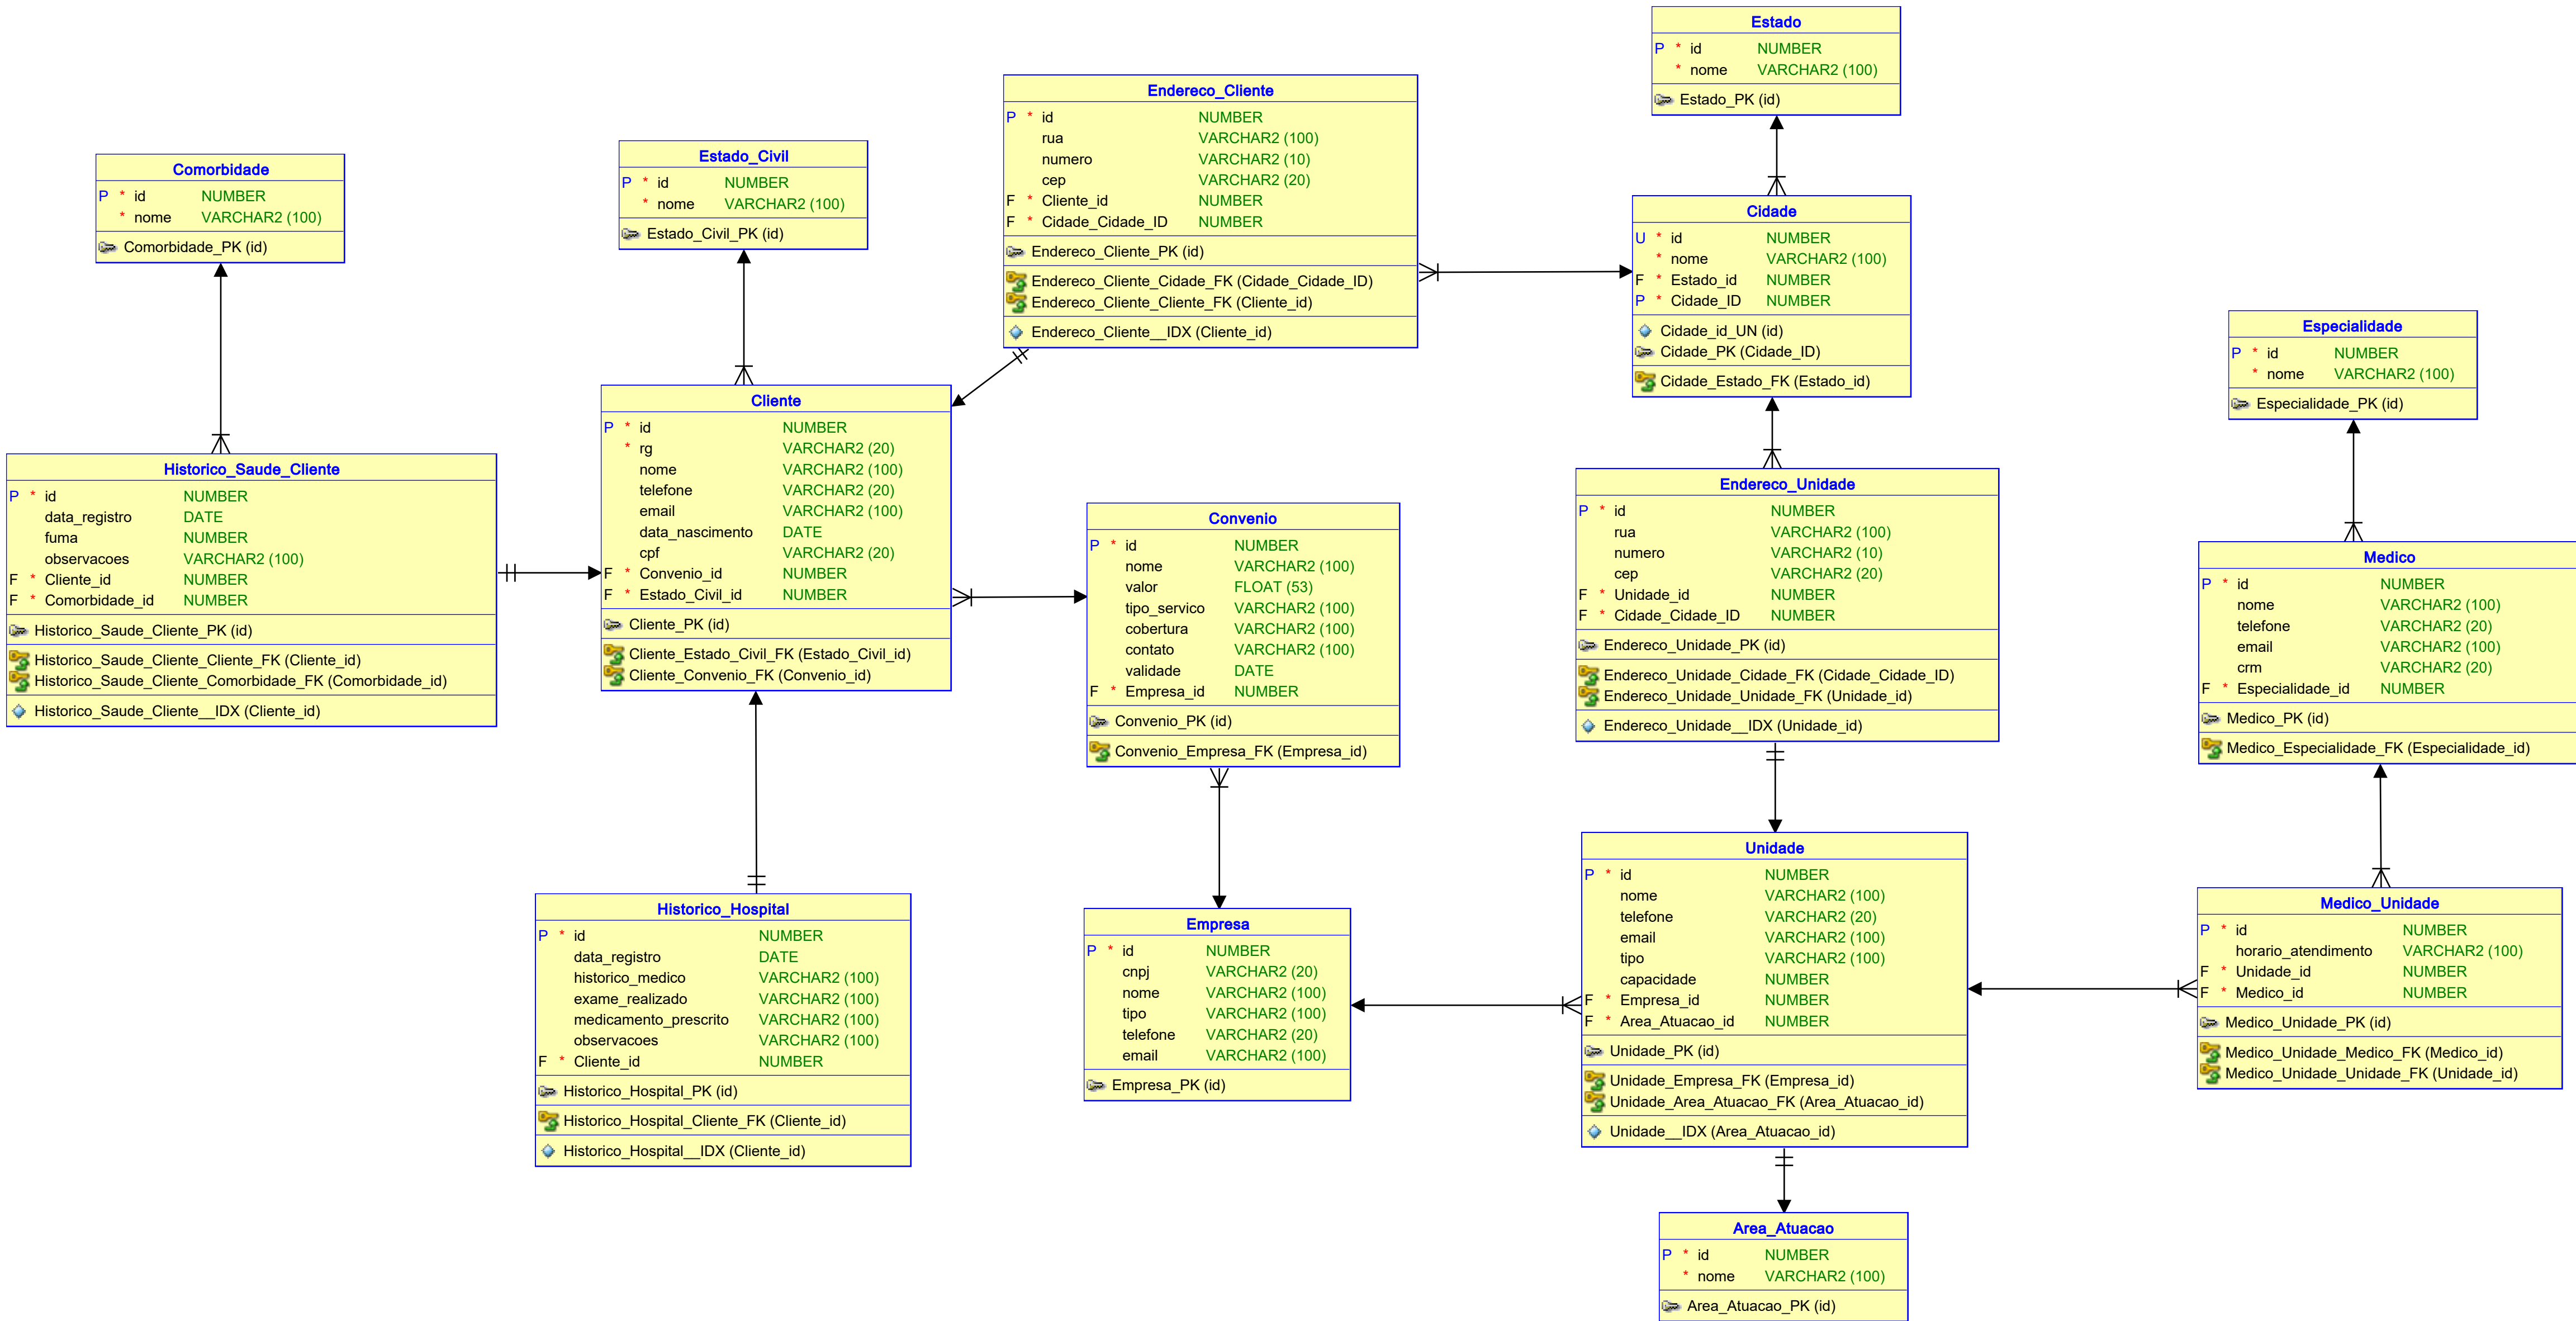 Estado
P * id NUMBER
* nome VARCHAR2 (100)
Estado_PK (id)
Endereco_Cliente
P * id NUMBER
rua VARCHAR2 (100)
numero VARCHAR2 (10)
cep VARCHAR2 (20)
F * Cliente_id NUMBER
F * Cidade_Cidade_ID NUMBER
Endereco_Cliente_PK (id)
Endereco_Cliente_Cidade_FK (Cidade_Cidade_ID)
Endereco_Cliente_Cliente_FK (Cliente_id)
Endereco_Cliente__IDX (Cliente_id)
Estado_Civil
P * id NUMBER
* nome VARCHAR2 (100)
Estado_Civil_PK (id)
Comorbidade
P * id NUMBER
* nome VARCHAR2 (100)
Comorbidade_PK (id)
Cidade
U * id NUMBER
* nome VARCHAR2 (100)
F * Estado_id NUMBER
P * Cidade_ID NUMBER
Cidade_id_UN (id)
Cidade_PK (Cidade_ID)
Cidade_Estado_FK (Estado_id)
Especialidade
P * id NUMBER
* nome VARCHAR2 (100)
Especialidade_PK (id)
Cliente
P * id NUMBER
* rg VARCHAR2 (20)
nome VARCHAR2 (100)
telefone VARCHAR2 (20)
email VARCHAR2 (100)
data_nascimento DATE
cpf VARCHAR2 (20)
F * Convenio_id NUMBER
F * Estado_Civil_id NUMBER
Cliente_PK (id)
Cliente_Estado_Civil_FK (Estado_Civil_id)
Cliente_Convenio_FK (Convenio_id)
Historico_Saude_Cliente
P * id NUMBER
data_registro DATE
fuma NUMBER
observacoes VARCHAR2 (100)
F * Cliente_id NUMBER
F * Comorbidade_id NUMBER
Historico_Saude_Cliente_PK (id)
Historico_Saude_Cliente_Cliente_FK (Cliente_id)
Historico_Saude_Cliente_Comorbidade_FK (Comorbidade_id)
Historico_Saude_Cliente__IDX (Cliente_id)
Convenio
P * id NUMBER
nome VARCHAR2 (100)
valor FLOAT (53)
tipo_servico VARCHAR2 (100)
cobertura VARCHAR2 (100)
contato VARCHAR2 (100)
validade DATE
F * Empresa_id NUMBER
Convenio_PK (id)
Convenio_Empresa_FK (Empresa_id)
Endereco_Unidade
P * id NUMBER
rua VARCHAR2 (100)
numero VARCHAR2 (10)
cep VARCHAR2 (20)
F * Unidade_id NUMBER
F * Cidade_Cidade_ID NUMBER
Endereco_Unidade_PK (id)
Endereco_Unidade_Cidade_FK (Cidade_Cidade_ID)
Endereco_Unidade_Unidade_FK (Unidade_id)
Endereco_Unidade__IDX (Unidade_id)
Medico
P * id NUMBER
nome VARCHAR2 (100)
telefone VARCHAR2 (20)
email VARCHAR2 (100)
crm VARCHAR2 (20)
F * Especialidade_id NUMBER
Medico_PK (id)
Medico_Especialidade_FK (Especialidade_id)
Historico_Hospital
P * id NUMBER
data_registro DATE
historico_medico VARCHAR2 (100)
exame_realizado VARCHAR2 (100)
medicamento_prescrito VARCHAR2 (100)
observacoes VARCHAR2 (100)
F * Cliente_id NUMBER
Historico_Hospital_PK (id)
Historico_Hospital_Cliente_FK (Cliente_id)
Historico_Hospital__IDX (Cliente_id)
Empresa
P * id NUMBER
cnpj VARCHAR2 (20)
nome VARCHAR2 (100)
tipo VARCHAR2 (100)
telefone VARCHAR2 (20)
email VARCHAR2 (100)
Empresa_PK (id)
Unidade
P * id NUMBER
nome VARCHAR2 (100)
telefone VARCHAR2 (20)
email VARCHAR2 (100)
tipo VARCHAR2 (100)
capacidade NUMBER
F * Empresa_id NUMBER
F * Area_Atuacao_id NUMBER
Unidade_PK (id)
Unidade_Empresa_FK (Empresa_id)
Unidade_Area_Atuacao_FK (Area_Atuacao_id)
Unidade__IDX (Area_Atuacao_id)
Medico_Unidade
P * id NUMBER
horario_atendimento VARCHAR2 (100)
F * Unidade_id NUMBER
F * Medico_id NUMBER
Medico_Unidade_PK (id)
Medico_Unidade_Medico_FK (Medico_id)
Medico_Unidade_Unidade_FK (Unidade_id)
Area_Atuacao
P * id NUMBER
* nome VARCHAR2 (100)
Area_Atuacao_PK (id)